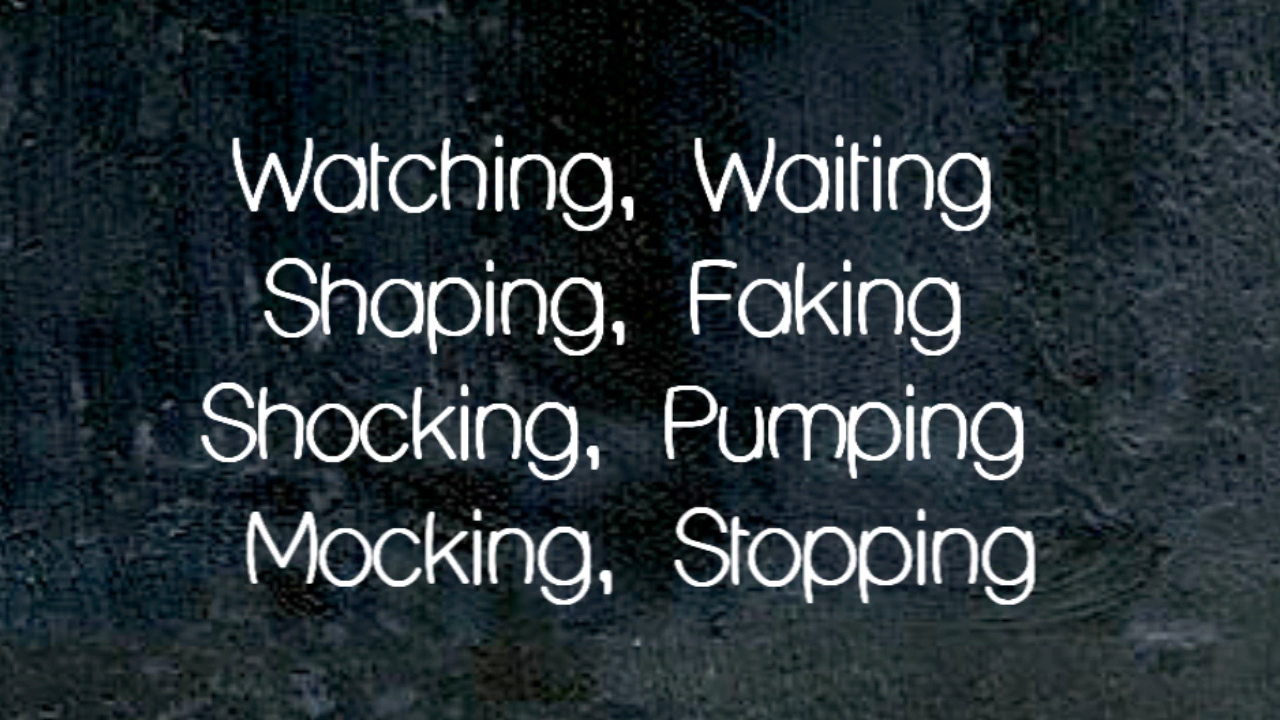 Watching, Waiting
Shaping, Faking
Shocking, Pumping
Mocking, Stopping